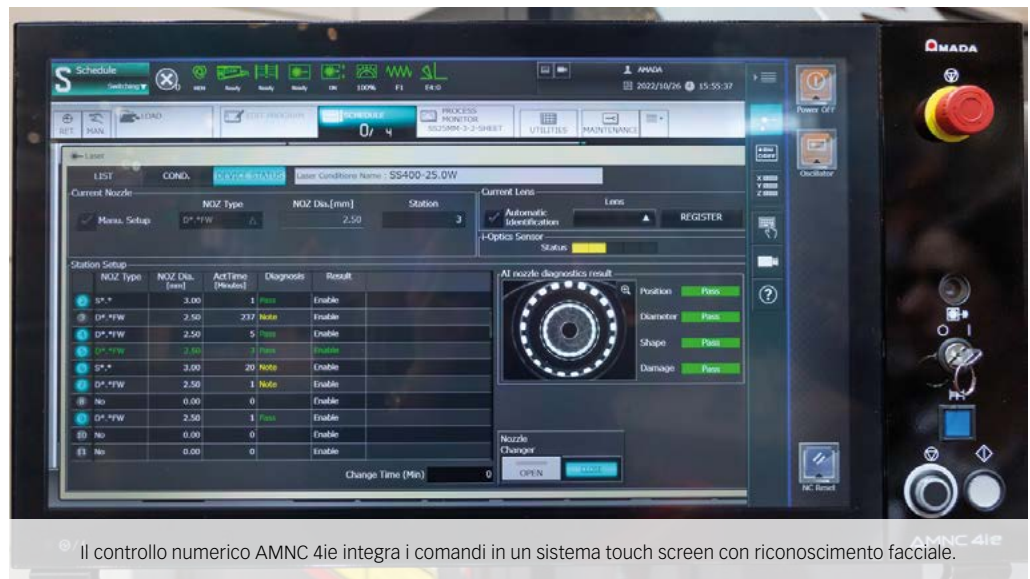 AMADA
S Schedule
Switching
Ready Ready Ready ON 100% F1 E4:0
AMADA
2022/10/26 15:55:37
Power OFF
RET. MAN. LOAD EDIT PROGRAM SCHEDULE 0/4 PROCESS MONITOR UTILITIES MAINTENANCE
Oscillator
Laser
LIST COND. DEVICE STATUS Laser Conditions Name : SS400-25.0W
X
Y
Z
Current Nozzle
NOZ Type NOZ Dia.[mm] Station
Manu. Setup D*.*FW 2.50 3
Current Lens
Lens
Automatic Identification REGISTER
i-Optics Sensor
Status
Station Setup
NOZ Type NOZ Dia. [mm] ActTime [Minutes] Diagnosis Result
S*.* 3.00 1 Pass Enable
D*.*FW 2.50 237 Note Enable
D*.*FW 2.50 5 Pass Enable
D*.*FW 2.50 3 Pass Enable
S*.* 3.00 20 Note Enable
D*.*FW 2.50 1 Note Enable
No 0.00 0 Enable
D*.*FW 2.50 1 Pass Enable
10 No 0.00 0 Enable
11 No 0.00 0 Enable
Change Time (Min) 0
AI nozzle diagnostics result
Position Pass
Diameter Pass
Shape Pass
Damage Pass
Nozzle Changer
OPEN
NC Reset
O I
AMNC 4ie
Il controllo numerico AMNC 4ie integra i comandi in un sistema touch screen con riconoscimento facciale.